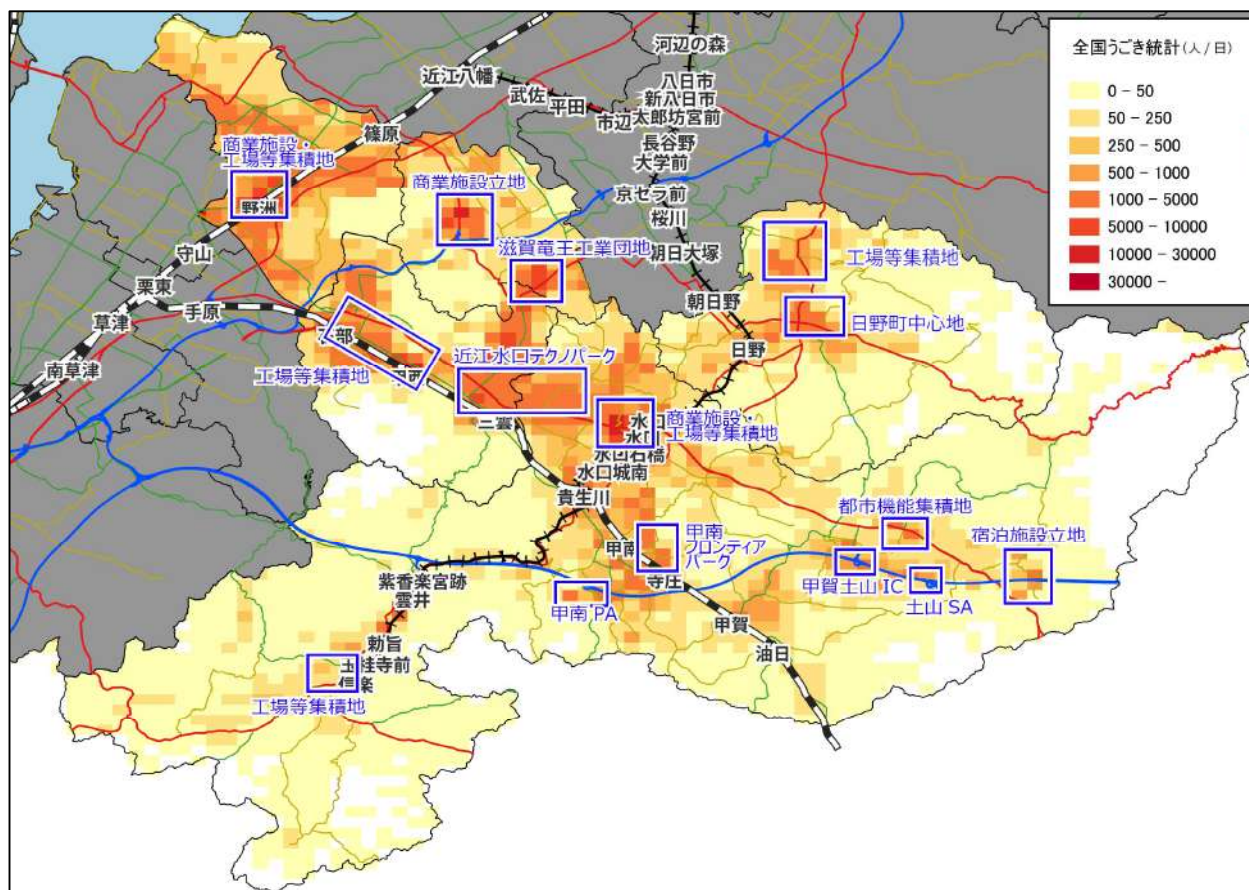 全国うごき統計(人/日)
0 - 50
50 - 250
250 - 500
500 - 1000
1000 - 5000
5000 - 10000
10000 - 30000
30000 -
河辺の森
近江八幡
八日市
武佐
新八日市
平田
市辺
太郎坊宮前
篠原
長谷野
大学前
商業施設・
工場等集積地
京セラ前
商業施設立地
野洲
桜川
守山
滋賀竜王工業団地
朝日大塚
工場等集積地
栗東
手原
朝日野
草津
日野町中心地
南草津
日野
近江水口テクノパーク
工場等集積地
三雲
水口
商業施設・
工場等集積地
水口石橋
水口城南
貴生川
都市機能集積地
宿泊施設立地
甲南
甲南
フロンティア
パーク
寺庄
甲賀土山 IC
土山 SA
紫香楽宮跡
雲井
甲南 PA
甲賀
勅旨
油日
玉桂寺前
信楽
工場等集積地